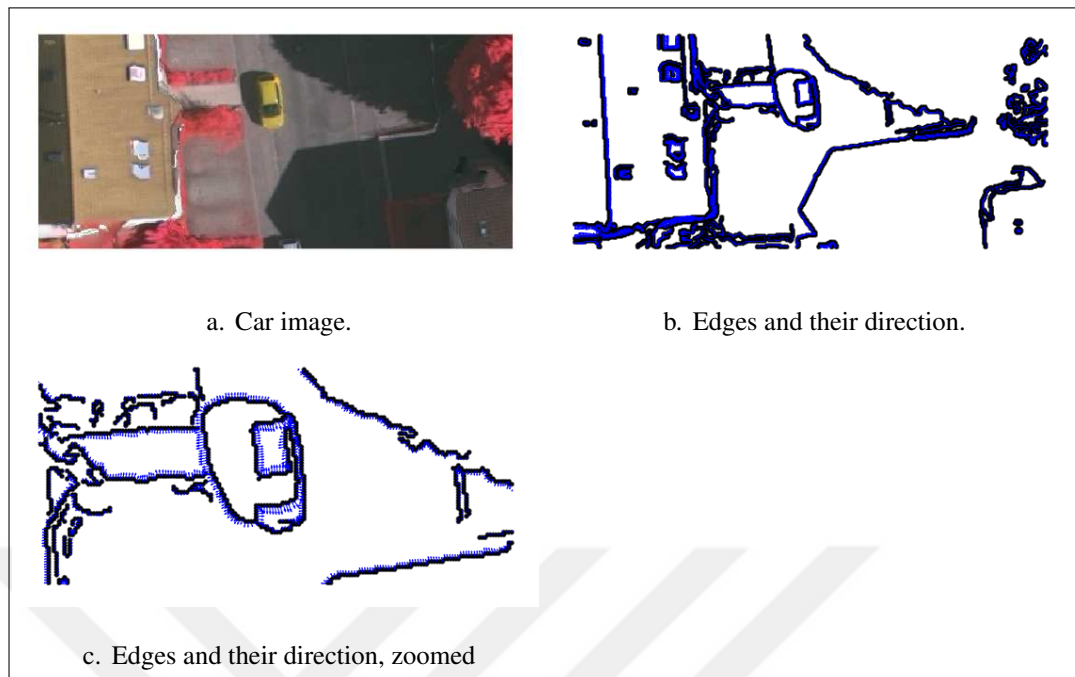 a. Car image.
b. Edges and their direction.
c. Edges and their direction, zoomed